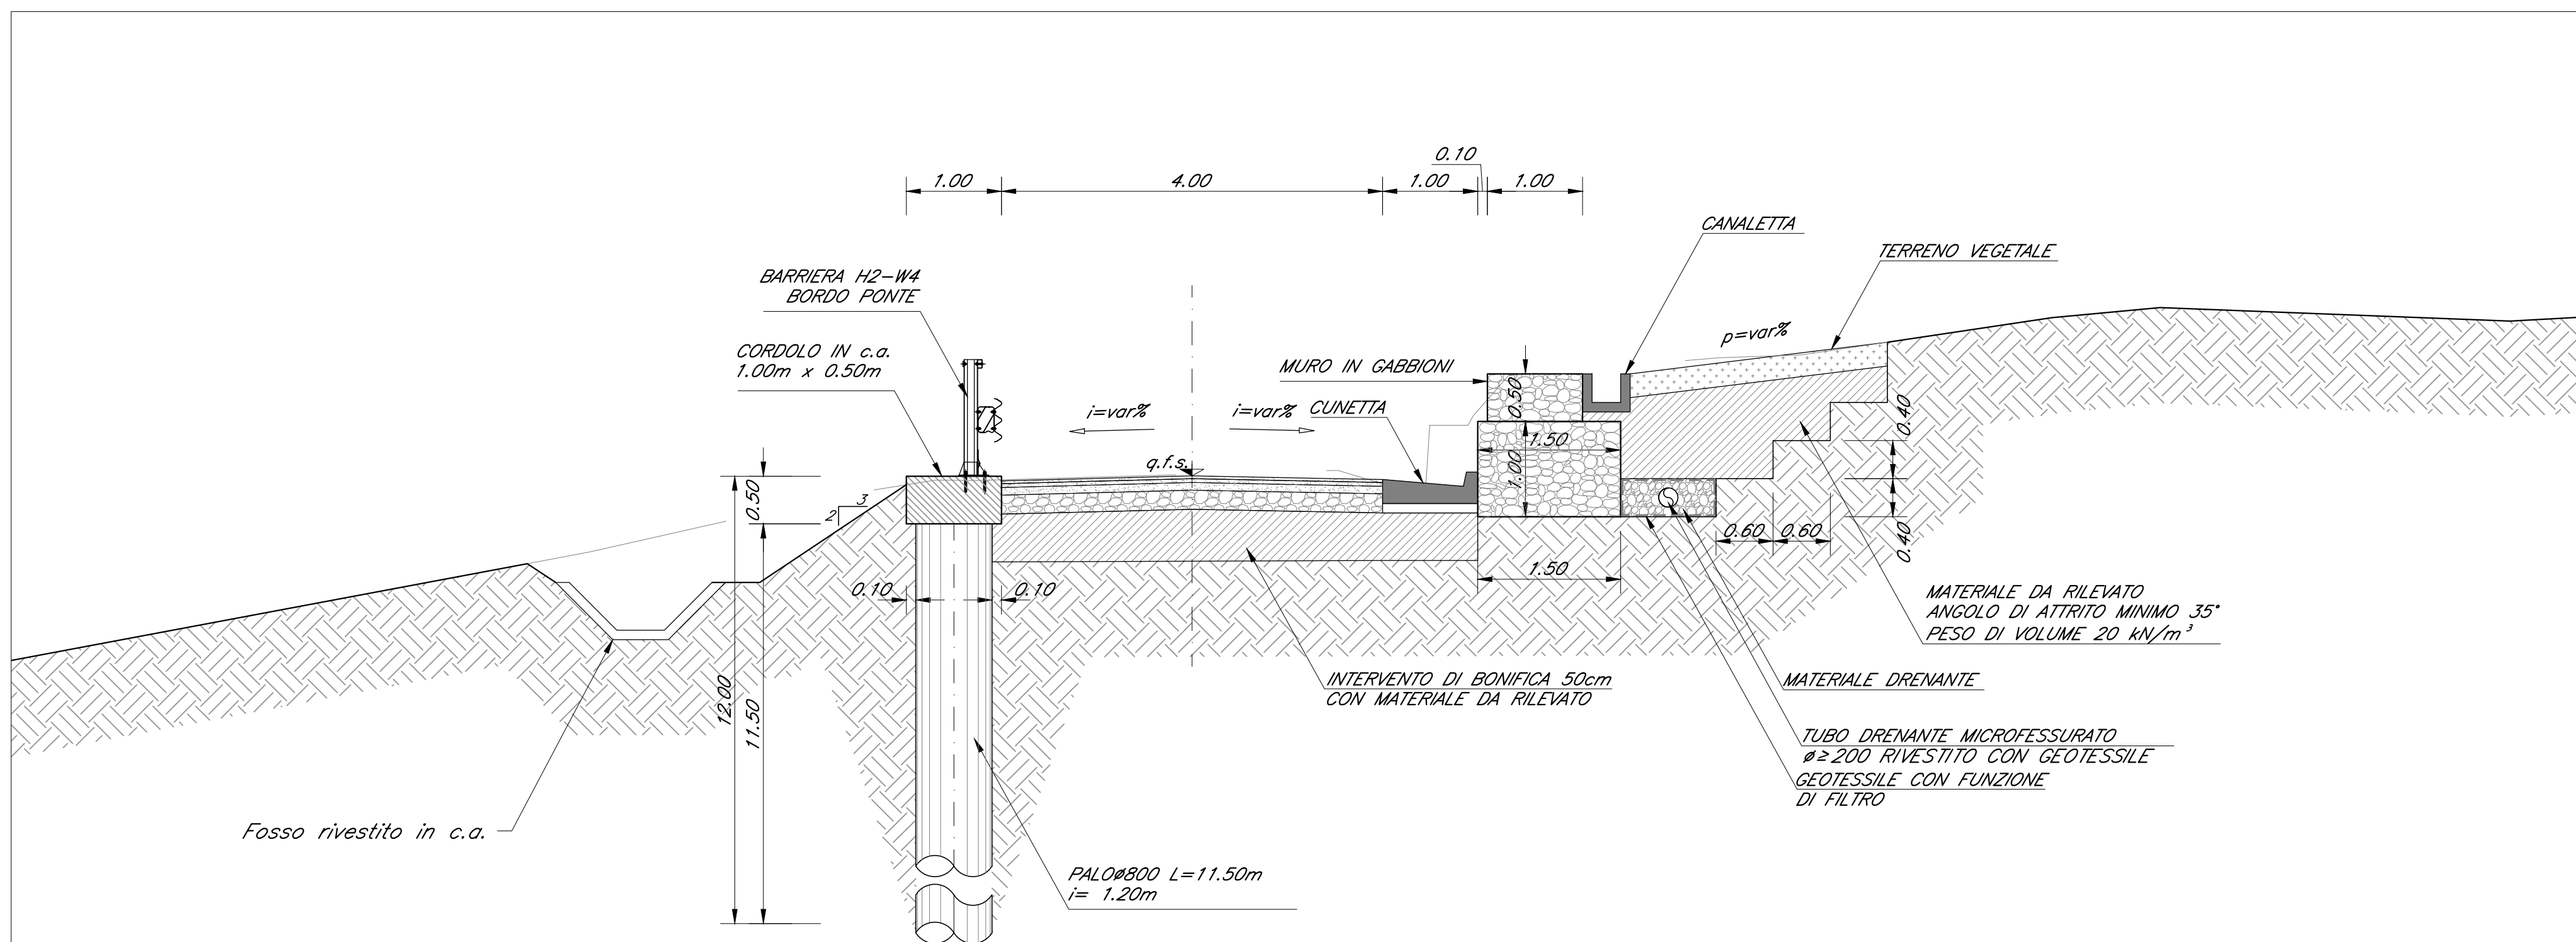 0.10
1.00
4.00
1.00
1.00
CANALETTA
TERRENO VEGETALE
BARRIERA H2-W4
BORDO PONTE
p=var%
CORDOLO IN c.a.
1.00m x 0.50m
MURO IN GABBIONI
0.50
i=var%
i=var%
CUNETTA
0.40
1.50
q.f.s.
1.00
0.50
3
2
0.60
0.60
0.40
1.50
0.10
0.10
MATERIALE DA RILEVATO
ANGOLO DI ATTRITO MINIMO 35°
PESO DI VOLUME 20 kN/m³
INTERVENTO DI BONIFICA 50cm
CON MATERIALE DA RILEVATO
MATERIALE DRENANTE
12.00
11.50
TUBO DRENANTE MICROFESSURATO
ø≥200 RIVESTITO CON GEOTESSILE
GEOTESSILE CON FUNZIONE
DI FILTRO
Fosso rivestito in c.a.
PALOø800 L=11.50m
i= 1.20m